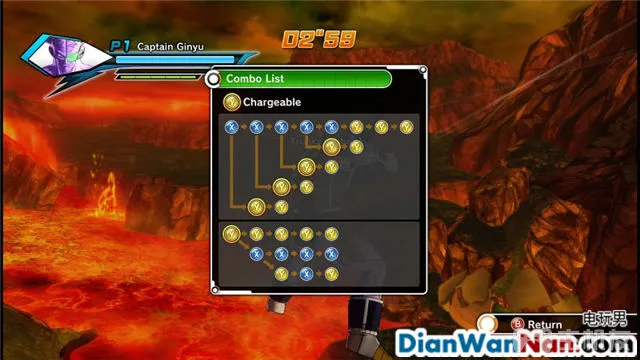 P1 Captain Ginyu
02"59
Combo List
Y Chargeable
X X X X X Y Y Y
Y Y
Y Y
Y Y
Y Y
Y Y Y Y Y
X X X X
Y X Y
B Return
电玩男
DianWanNan.com